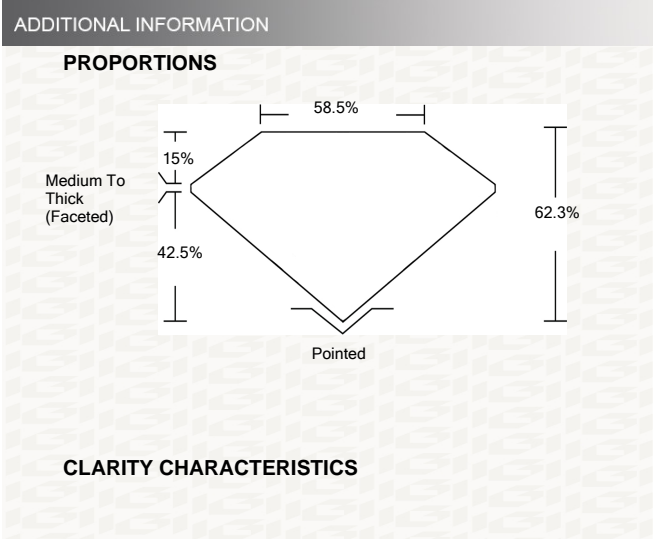 ADDITIONAL INFORMATION
PROPORTIONS
58.5%
15%
Medium To
Thick
(Faceted)
62.3%
42.5%
Pointed
CLARITY CHARACTERISTICS